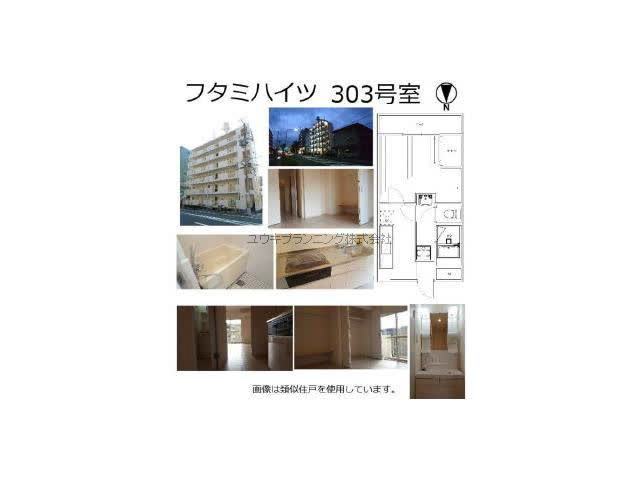 フタミハイツ 303号室
N
ユウキプランニング株式会社
画像は類似住戸を使用しています。